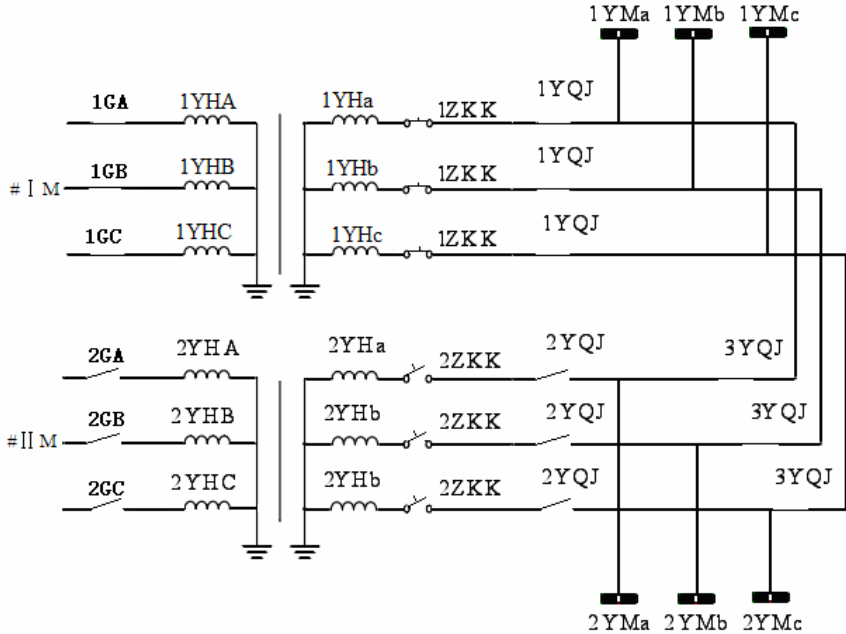 1YMa 1YMb 1YMc
1GA 1YHA 1YHa 1ZKK 1YQJ
#Ⅰ M 1GB 1YHB 1YHb 1ZKK 1YQJ
1GC 1YHC 1YHc 1ZKK 1YQJ
2GA 2YHA 2YHa 2ZKK 2YQJ 3YQJ
#Ⅱ M 2GB 2YHB 2YHb 2ZKK 2YQJ 3YQJ
2GC 2YHC 2YHb 2ZKK 2YQJ 3YQJ
2YMa 2YMb 2YMc